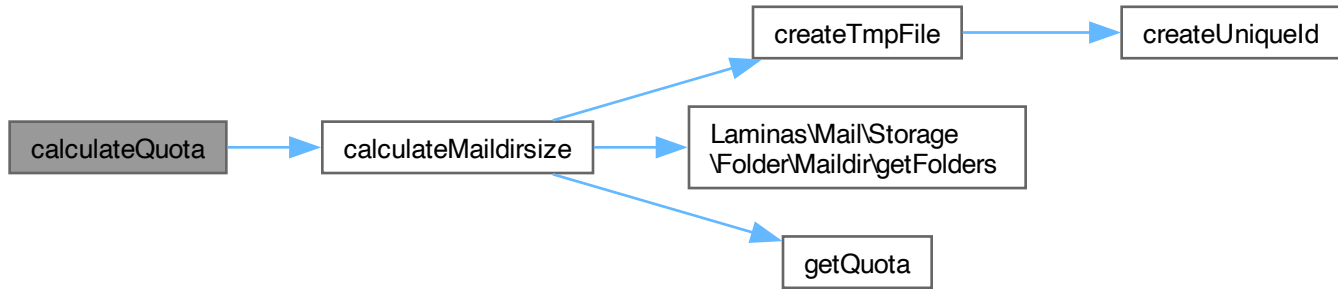 createTmpFile
createUniqueId
calculateQuota
calculateMaildirsize
Laminas\Mail\Storage
\Folder\Maildir\getFolders
getQuota